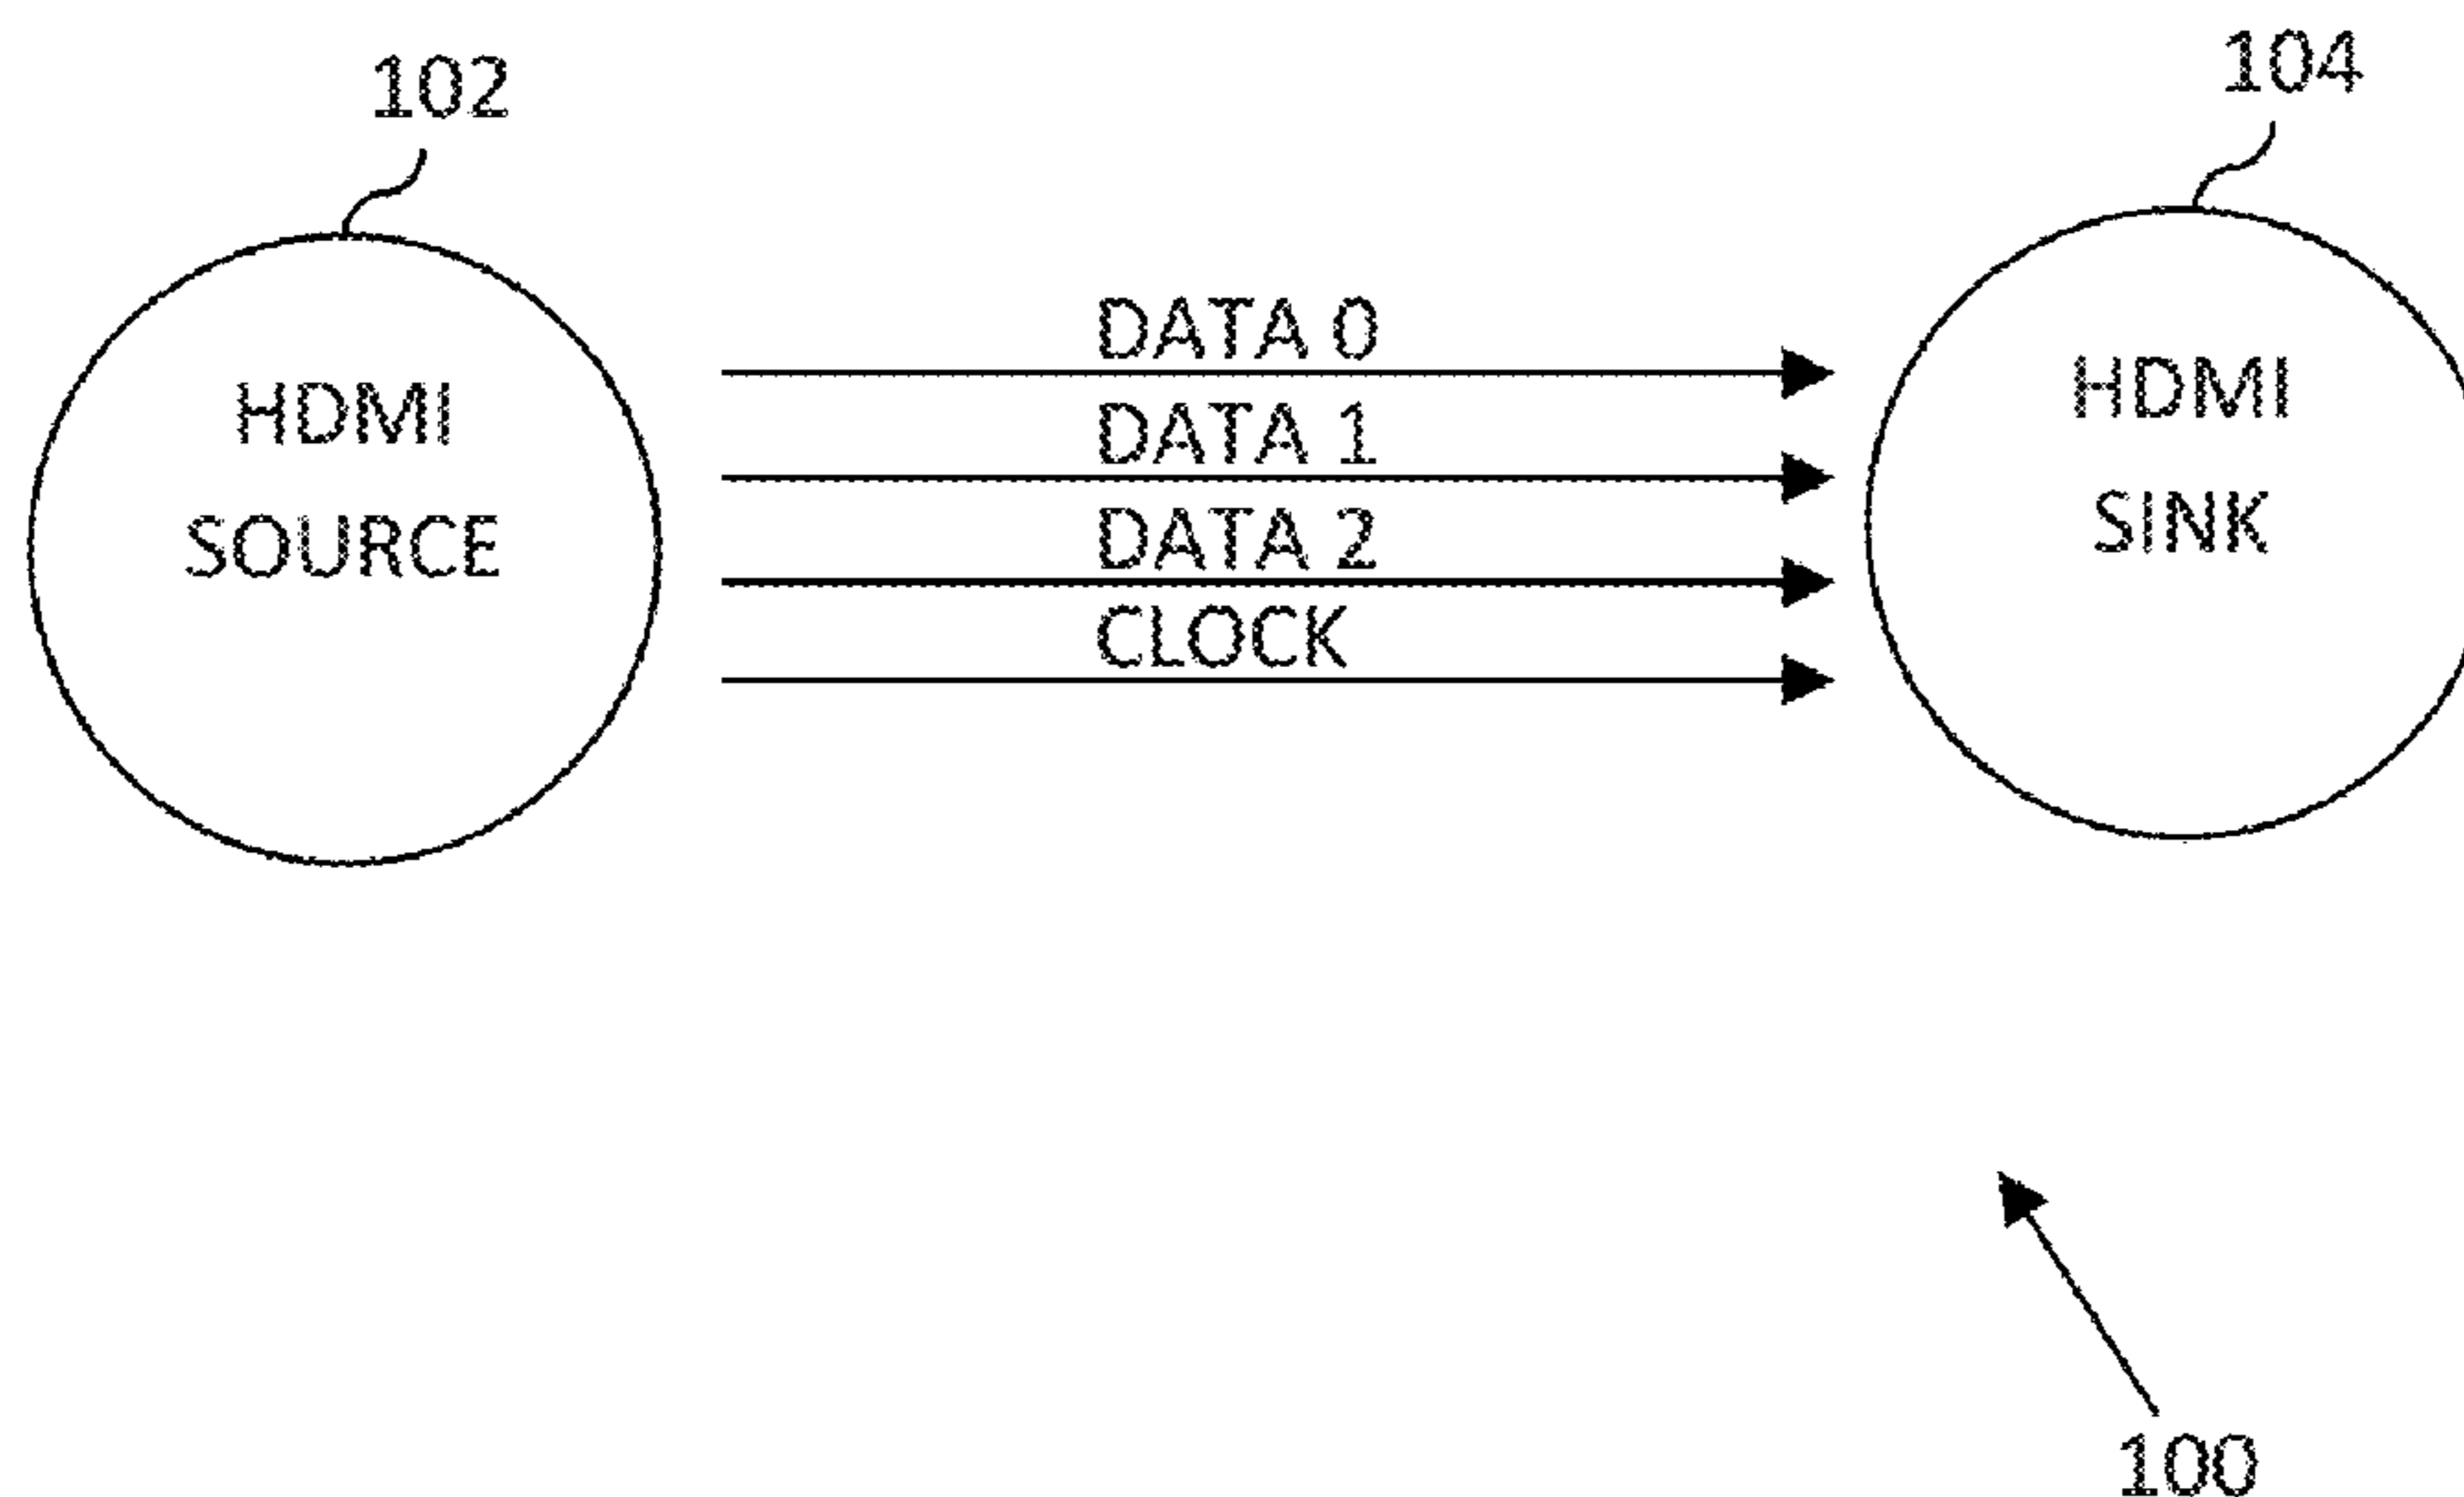 102
104
HDMI
SOURCE
DATA 0
DATA 1
DATA 2
CLOCK
HDMI
SINK
100